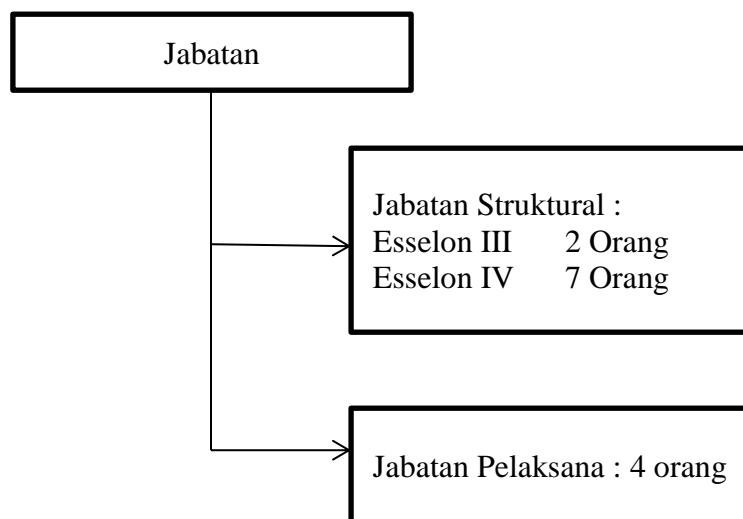 Jabatan
Jabatan Struktural :
Esselon III 2 Orang
Esselon IV 7 Orang
Jabatan Pelaksana : 4 orang